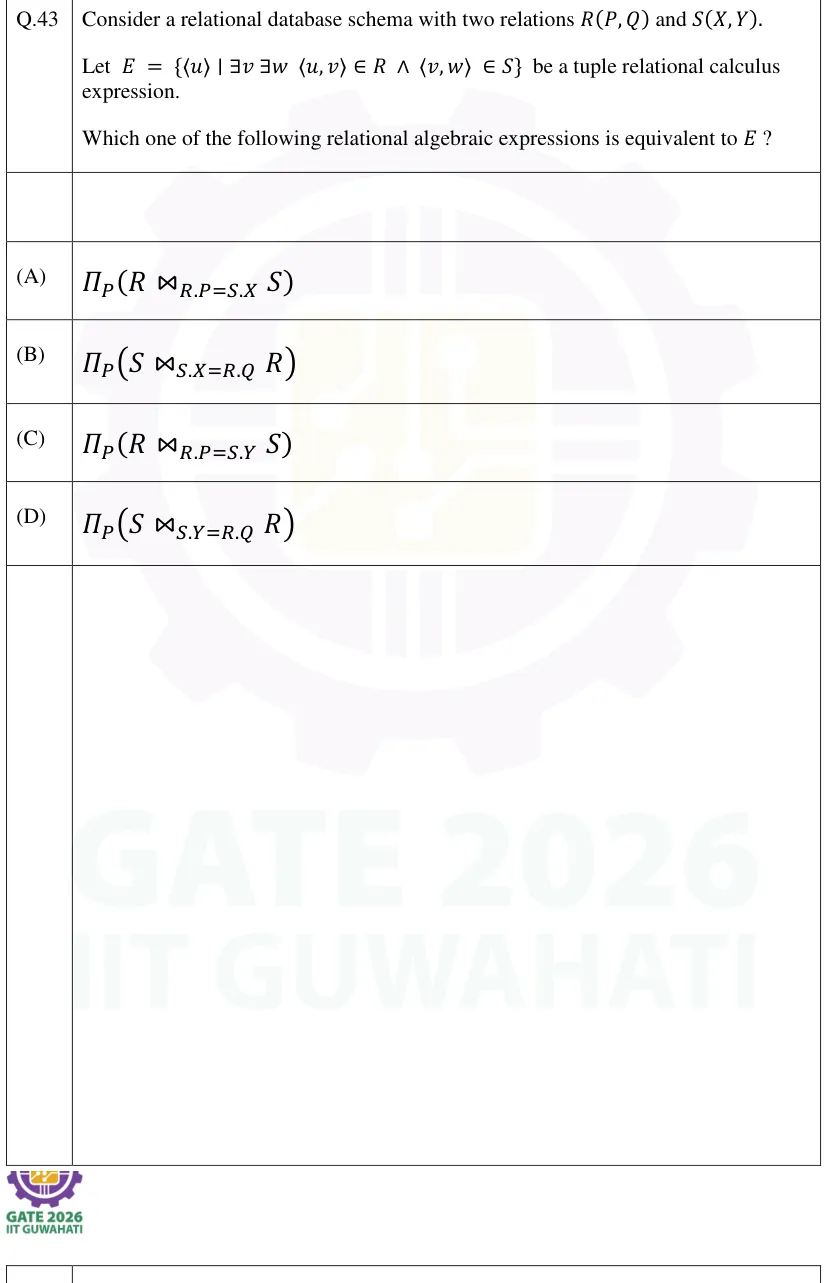 Q.43 Consider a relational database schema with two relations 𝑅(𝑃, 𝑄) and 𝑆(𝑋, 𝑌).
Let 𝐸 = {⟨𝑢⟩ | ∃𝑣 ∃𝑤 ⟨𝑢, 𝑣⟩ ∈ 𝑅 ∧ ⟨𝑣, 𝑤⟩ ∈ 𝑆} be a tuple relational calculus
expression.
Which one of the following relational algebraic expressions is equivalent to 𝐸 ?
(A) 𝛱_𝑃(𝑅 ⋈_{𝑅.𝑃=𝑆.𝑋} 𝑆)
(B) 𝛱_𝑃(𝑆 ⋈_{𝑆.𝑋=𝑅.𝑄} 𝑅)
(C) 𝛱_𝑃(𝑅 ⋈_{𝑅.𝑃=𝑆.𝑌} 𝑆)
(D) 𝛱_𝑃(𝑆 ⋈_{𝑆.𝑌=𝑅.𝑄} 𝑅)
GATE 2026
IIT GUWAHATI
GATE 2026
IIT GUWAHATI